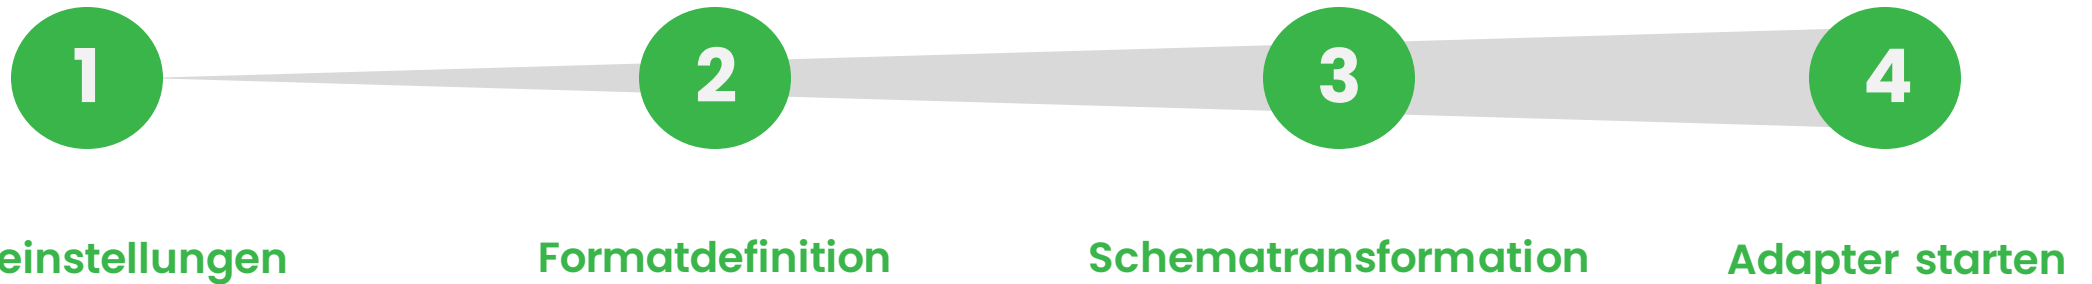 1
2
3
4
einstellungen
Formatdefinition
Schematransformation
Adapter starten